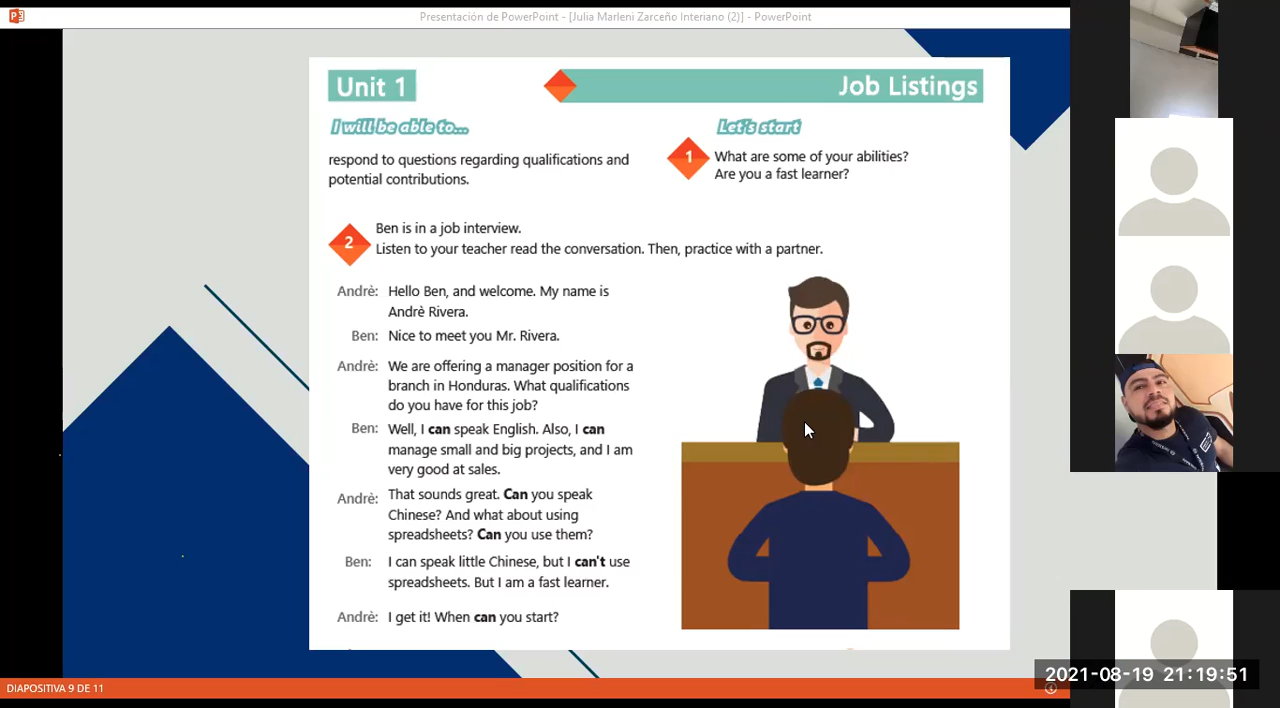 Presentación de PowerPoint - [Julia Marleni Zarceño Interiano (2)] - PowerPoint
Unit 1
Job Listings
I will be able to...
respond to questions regarding qualifications and
potential contributions.
Let's start
1
What are some of your abilities?
Are you a fast learner?
2
Ben is in a job interview.
Listen to your teacher read the conversation. Then, practice with a partner.
Andrè: Hello Ben, and welcome. My name is
Andrè Rivera.
Ben: Nice to meet you Mr. Rivera.
Andrè: We are offering a manager position for a
branch in Honduras. What qualifications
do you have for this job?
Ben: Well, I can speak English. Also, I can
manage small and big projects, and I am
very good at sales.
Andrè: That sounds great. Can you speak
Chinese? And what about using
spreadsheets? Can you use them?
Ben: I can speak little Chinese, but I can't use
spreadsheets. But I am a fast learner.
Andrè: I get it! When can you start?
DIAPOSITIVA 9 DE 11
2021-08-19 21:19:51